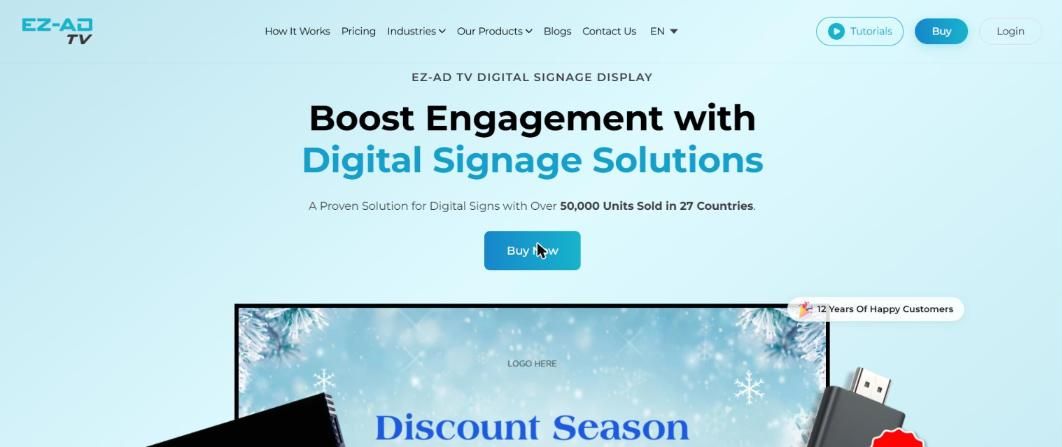 EZ-AD
TV
How It Works Pricing Industries Our Products Blogs Contact Us EN Tutorials Buy Login
EZ-AD TV DIGITAL SIGNAGE DISPLAY
Boost Engagement with
Digital Signage Solutions
A Proven Solution for Digital Signs with Over 50,000 Units Sold in 27 Countries.
Buy Now
12 Years Of Happy Customers
LOGO HERE
Discount Season